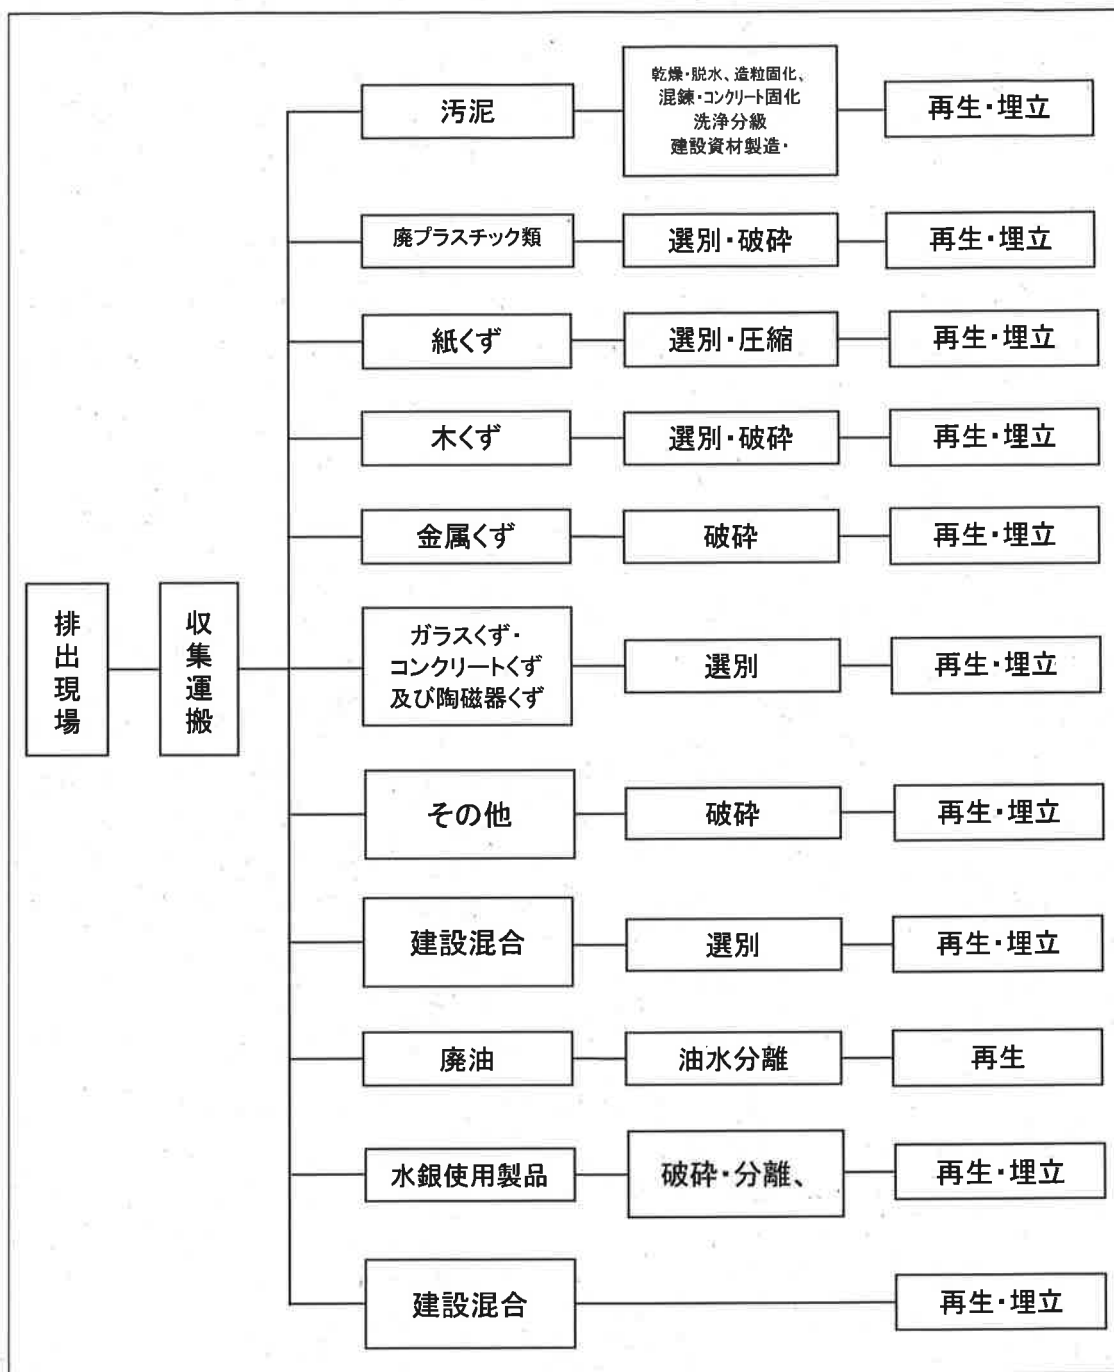 排出現場
収集運搬
汚泥
乾燥・脱水、造粒固化、
混錬・コンクリート固化
洗浄分級
建設資材製造・
再生・埋立
廃プラスチック類
選別・破砕
再生・埋立
紙くず
選別・圧縮
再生・埋立
木くず
選別・破砕
再生・埋立
金属くず
破砕
再生・埋立
ガラスくず・
コンクリートくず
及び陶磁器くず
選別
再生・埋立
その他
破砕
再生・埋立
建設混合
選別
再生・埋立
廃油
油水分離
再生
水銀使用製品
破砕・分離、
再生・埋立
建設混合
再生・埋立